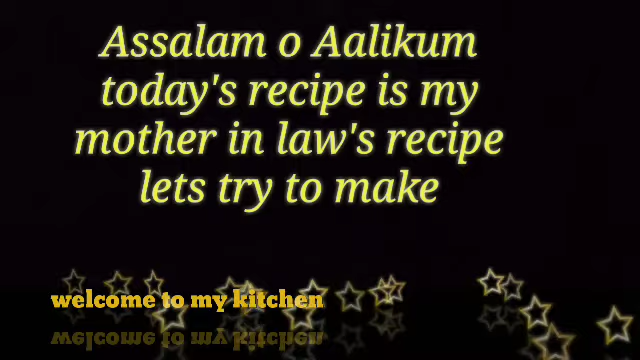 Assalam o Aalikum
today's recipe is my
mother in law's recipe
lets try to make
welcome to my kitchen